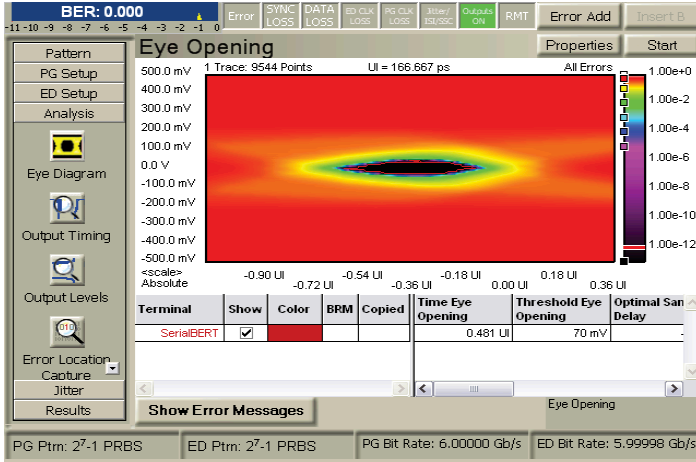 BER: 0.000
-11 -10 -9 -8 -7 -6 -5 -4 -3 -2 -1 0
Error
SYNC LOSS
DATA LOSS
ED CLK LOSS
PG CLK LOSS
Jitter/ ISI/SSC
Outputs ON
RMT
Error Add
Insert B
Eye Opening
Properties
Start
Pattern
PG Setup
ED Setup
Analysis
Eye Diagram
Output Timing
Output Levels
Error Location Capture
Jitter
Results
1 Trace: 9544 Points
UI = 166.667 ps
All Errors
500.0 mV
400.0 mV
300.0 mV
200.0 mV
100.0 mV
0.0 V
-100.0 mV
-200.0 mV
-300.0 mV
-400.0 mV
-500.0 mV
1.00e+0
1.00e-2
1.00e-4
1.00e-6
1.00e-8
1.00e-10
1.00e-12
<scale>
Absolute
-0.90 UI
-0.72 UI
-0.54 UI
-0.36 UI
-0.18 UI
0.00 UI
0.18 UI
0.36 UI
Terminal Show Color BRM Copied Time Eye Opening Threshold Eye Opening Optimal Sam Delay
SerialBERT 0.481 UI 70 mV -
Show Error Messages
Eye Opening
PG Ptrn: 2⁷-1 PRBS
ED Ptrn: 2⁷-1 PRBS
PG Bit Rate: 6.00000 Gb/s
ED Bit Rate: 5.99998 Gb/s